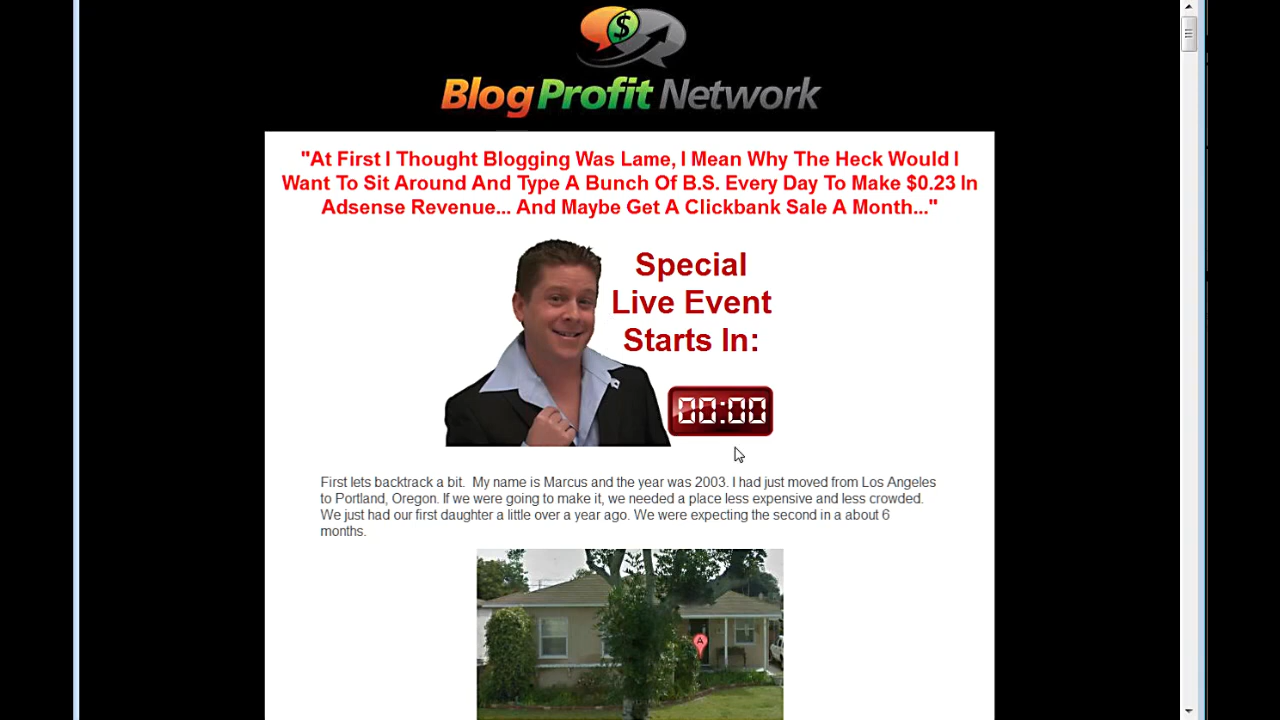 $
Blog Profit Network
"At First I Thought Blogging Was Lame, I Mean Why The Heck Would I
Want To Sit Around And Type A Bunch Of B.S. Every Day To Make $0.23 In
Adsense Revenue... And Maybe Get A Clickbank Sale A Month..."
Special
Live Event
Starts In:
00:00
First lets backtrack a bit. My name is Marcus and the year was 2003. I had just moved from Los Angeles
to Portland, Oregon. If we were going to make it, we needed a place less expensive and less crowded.
We just had our first daughter a little over a year ago. We were expecting the second in a about 6
months.
A